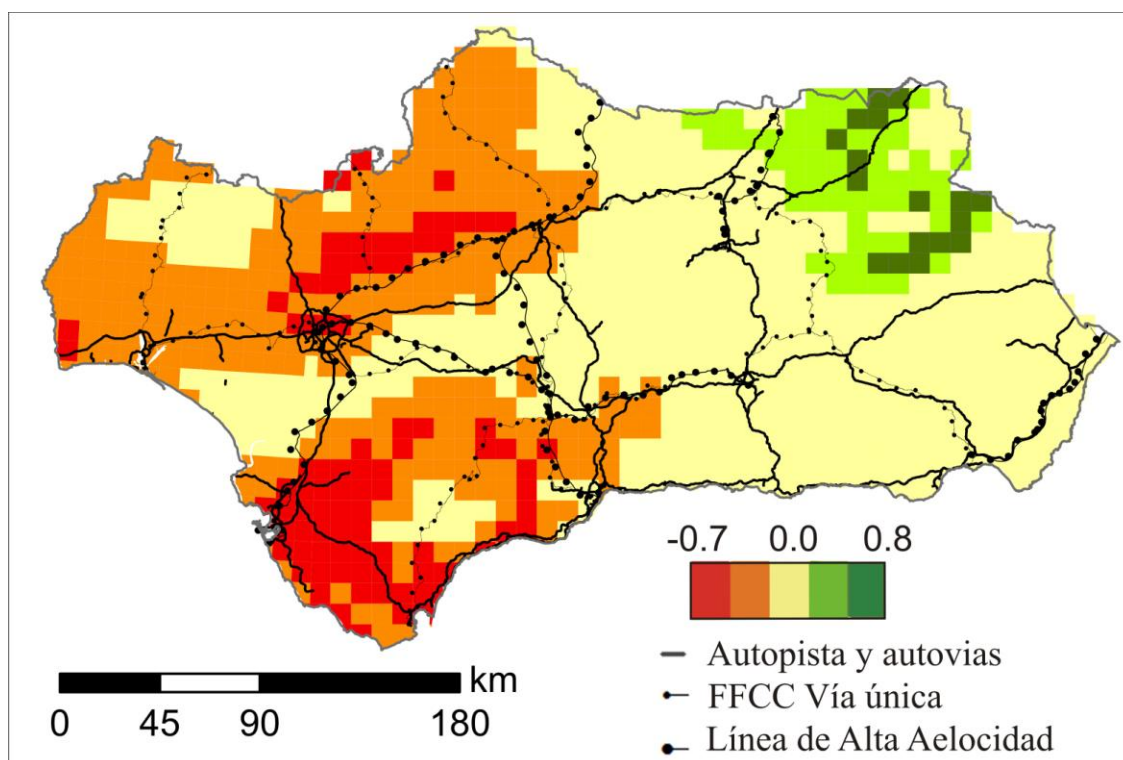 -0.7 0.0 0.8
Autopista y autovias
FFCC Vía única
Línea de Alta Aelocidad
km
0 45 90 180